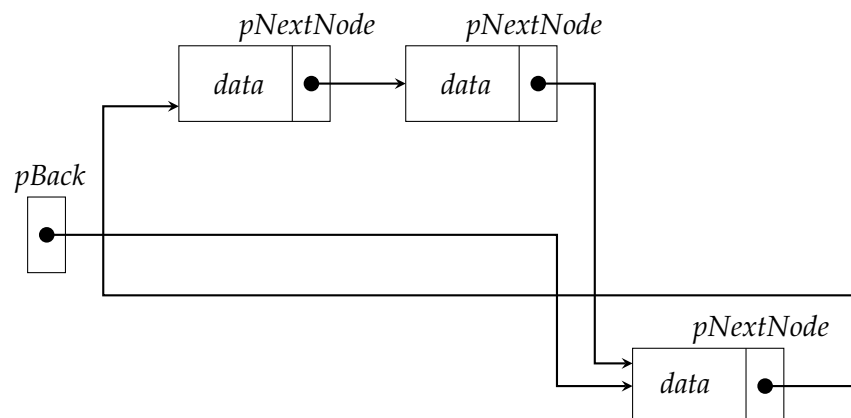 pNextNode pNextNode
data data
pBack
pNextNode
data